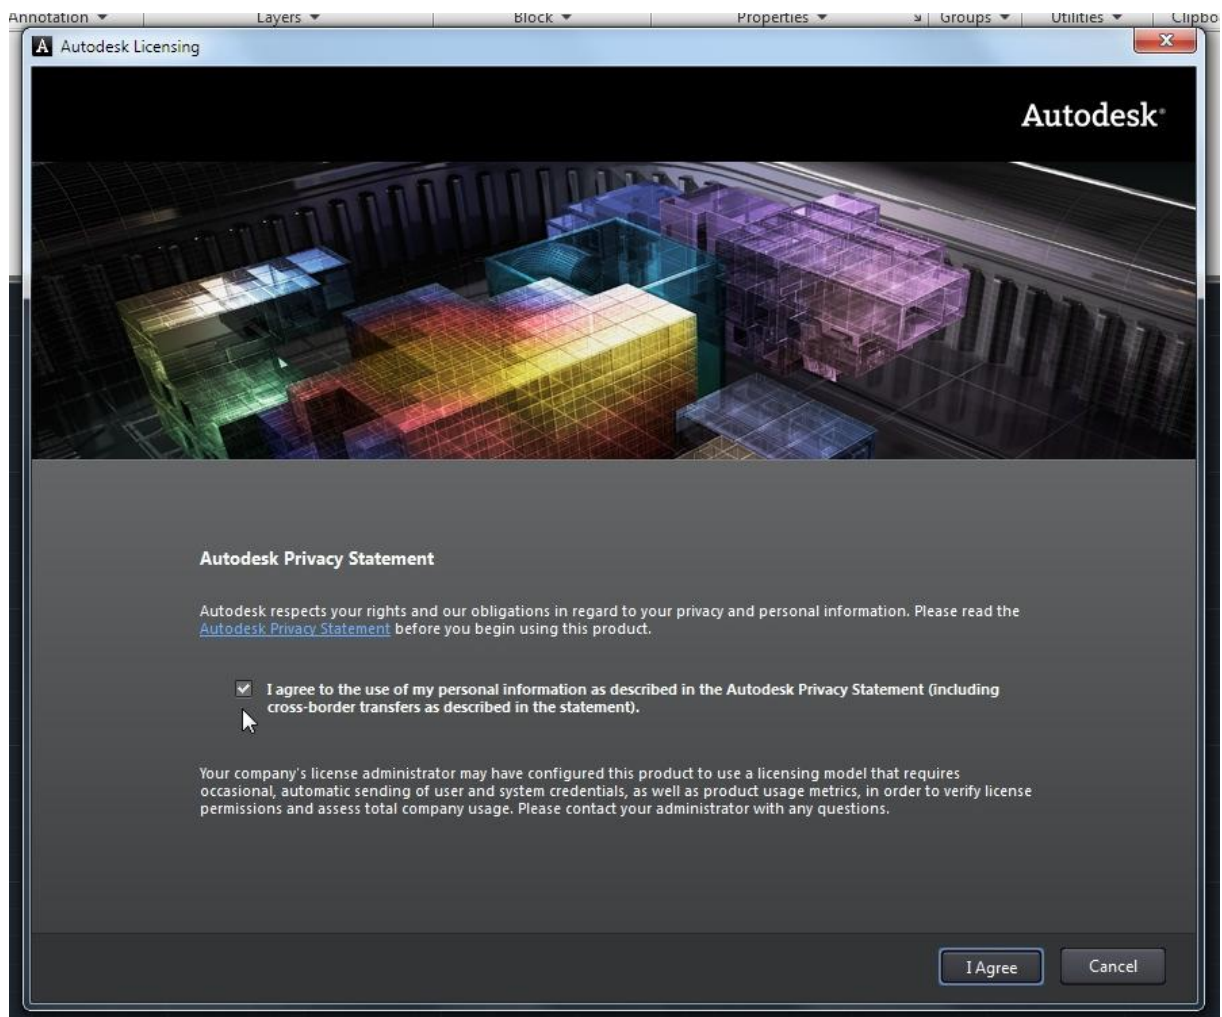 Annotation Layers Block Properties Groups Utilities Clipbo
A Autodesk Licensing
Autodesk
Autodesk Privacy Statement
Autodesk respects your rights and our obligations in regard to your privacy and personal information. Please read the
Autodesk Privacy Statement before you begin using this product.
I agree to the use of my personal information as described in the Autodesk Privacy Statement (including
cross-border transfers as described in the statement).
Your company's license administrator may have configured this product to use a licensing model that requires
occasional, automatic sending of user and system credentials, as well as product usage metrics, in order to verify license
permissions and assess total company usage. Please contact your administrator with any questions.
I Agree Cancel